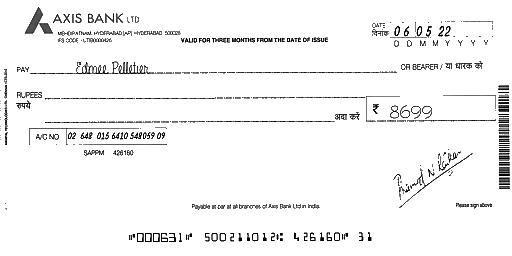 AXIS BANK LTD
MEHDIPATNAM, HYDERABAD [AP] HYDERABAD 500028
IFS CODE - UTIB0000426
VALID FOR THREE MONTHS FROM THE DATE OF ISSUE
DATE
दिनांक 06 05 22
D D M M Y Y Y Y
PAY Edmee Pelletier OR BEARER / या धारक को
RUPEES
रुपये
अदा करें ₹ 8699
A/C NO 02 648 015 6410 548059 09
SAPPM 426160
Please sign above
Payable at par at all branches of Axis Bank Ltd in India.
⑈000631⑈ 500211012⑆ 426160⑈ 31